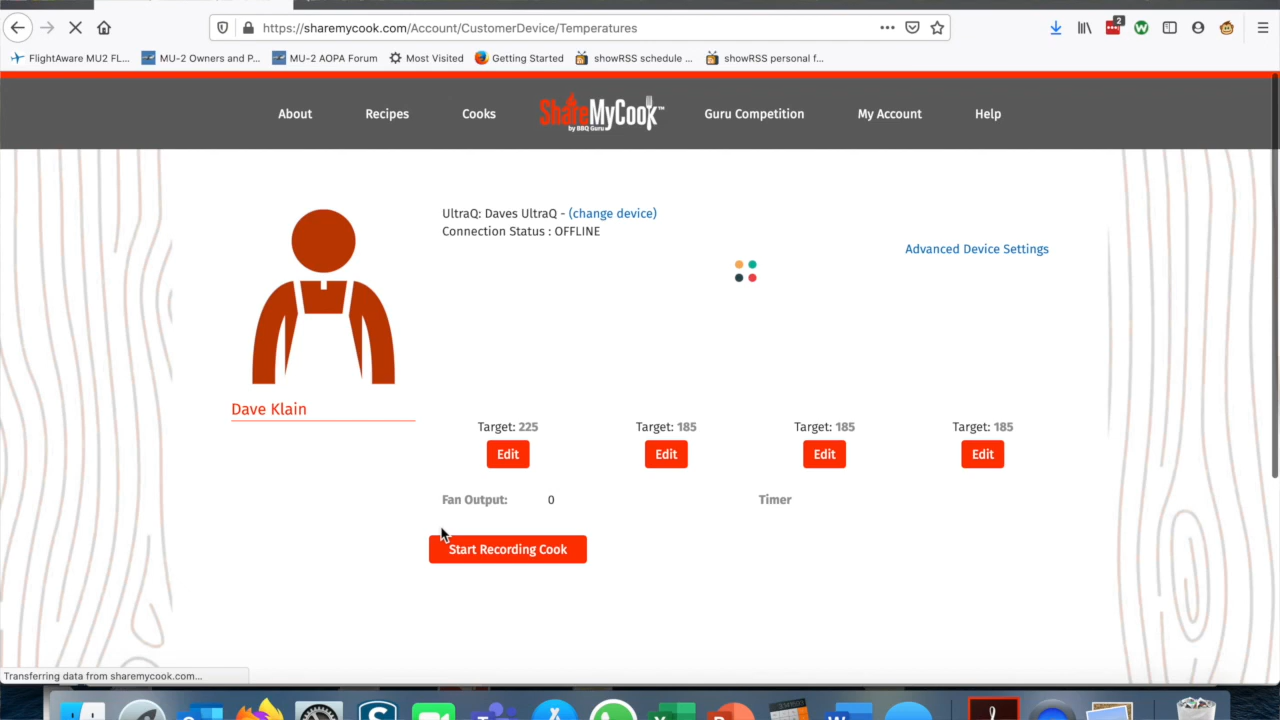 https://sharemycook.com/Account/CustomerDevice/Temperatures
2
FlightAware MU2 FL...
MU-2 Owners and P...
MU-2 AOPA Forum
Most Visited
Getting Started
showRSS schedule ...
showRSS personal f...
About
Recipes
Cooks
ShareMyCook™
by BBQ Guru
Guru Competition
My Account
Help
UltraQ: Daves UltraQ - (change device)
Connection Status : OFFLINE
Advanced Device Settings
Dave Klain
Target: 225
Target: 185
Target: 185
Target: 185
Edit
Edit
Edit
Edit
Fan Output: 0
Timer
Start Recording Cook
Transferring data from sharemycook.com...